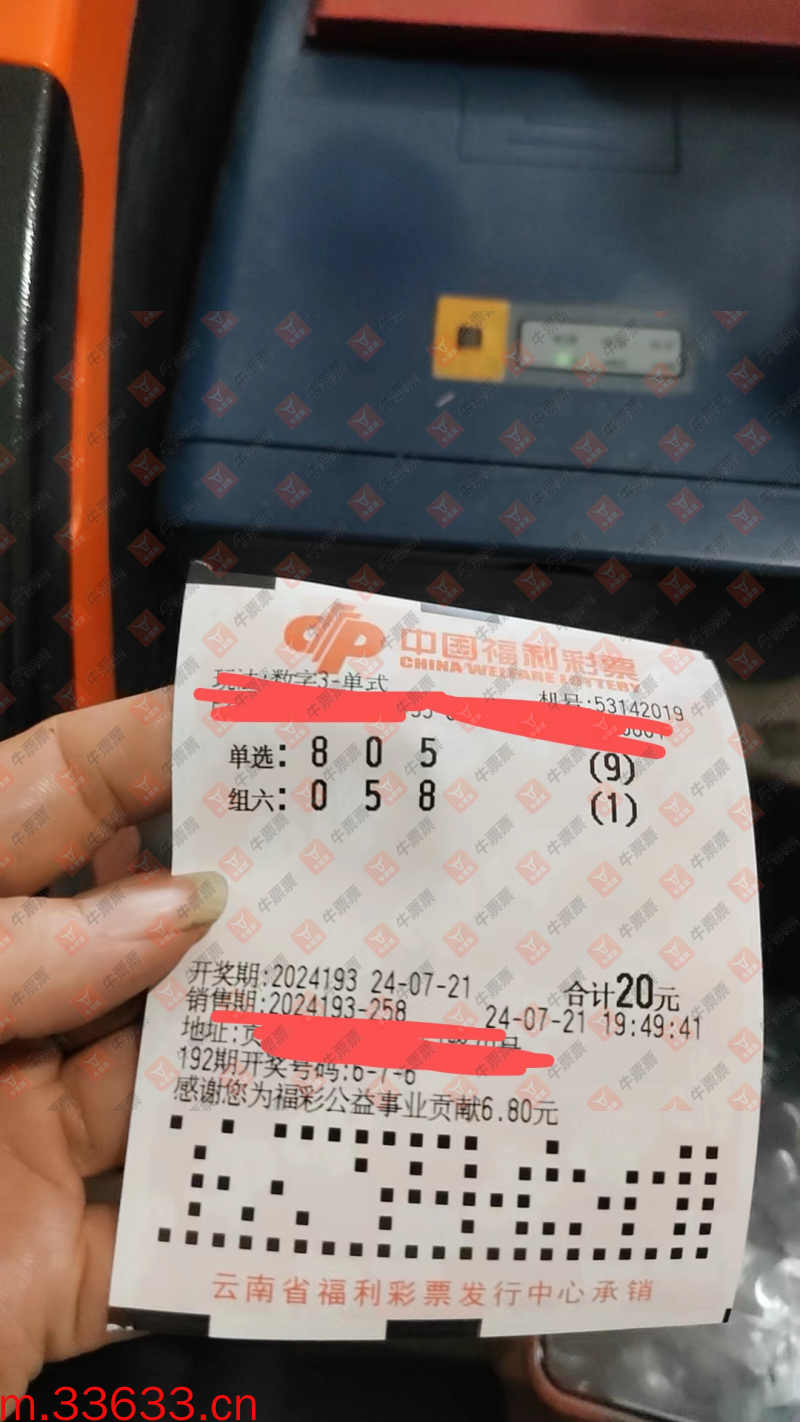 中国福利彩票
CHINA WELFARE LOTTERY
玩法:数字3-单式
机号:53142019
单选: 8 0 5 (9)
组六: 0 5 8 (1)
开奖期:2024193 24-07-21 合计20元
销售期:2024193-258 24-07-21 19:49:41
地址:
192期开奖号码:6-7-6
感谢您为福彩公益事业贡献6.80元
云南省福利彩票发行中心承销
牛票票
m.33633.cn